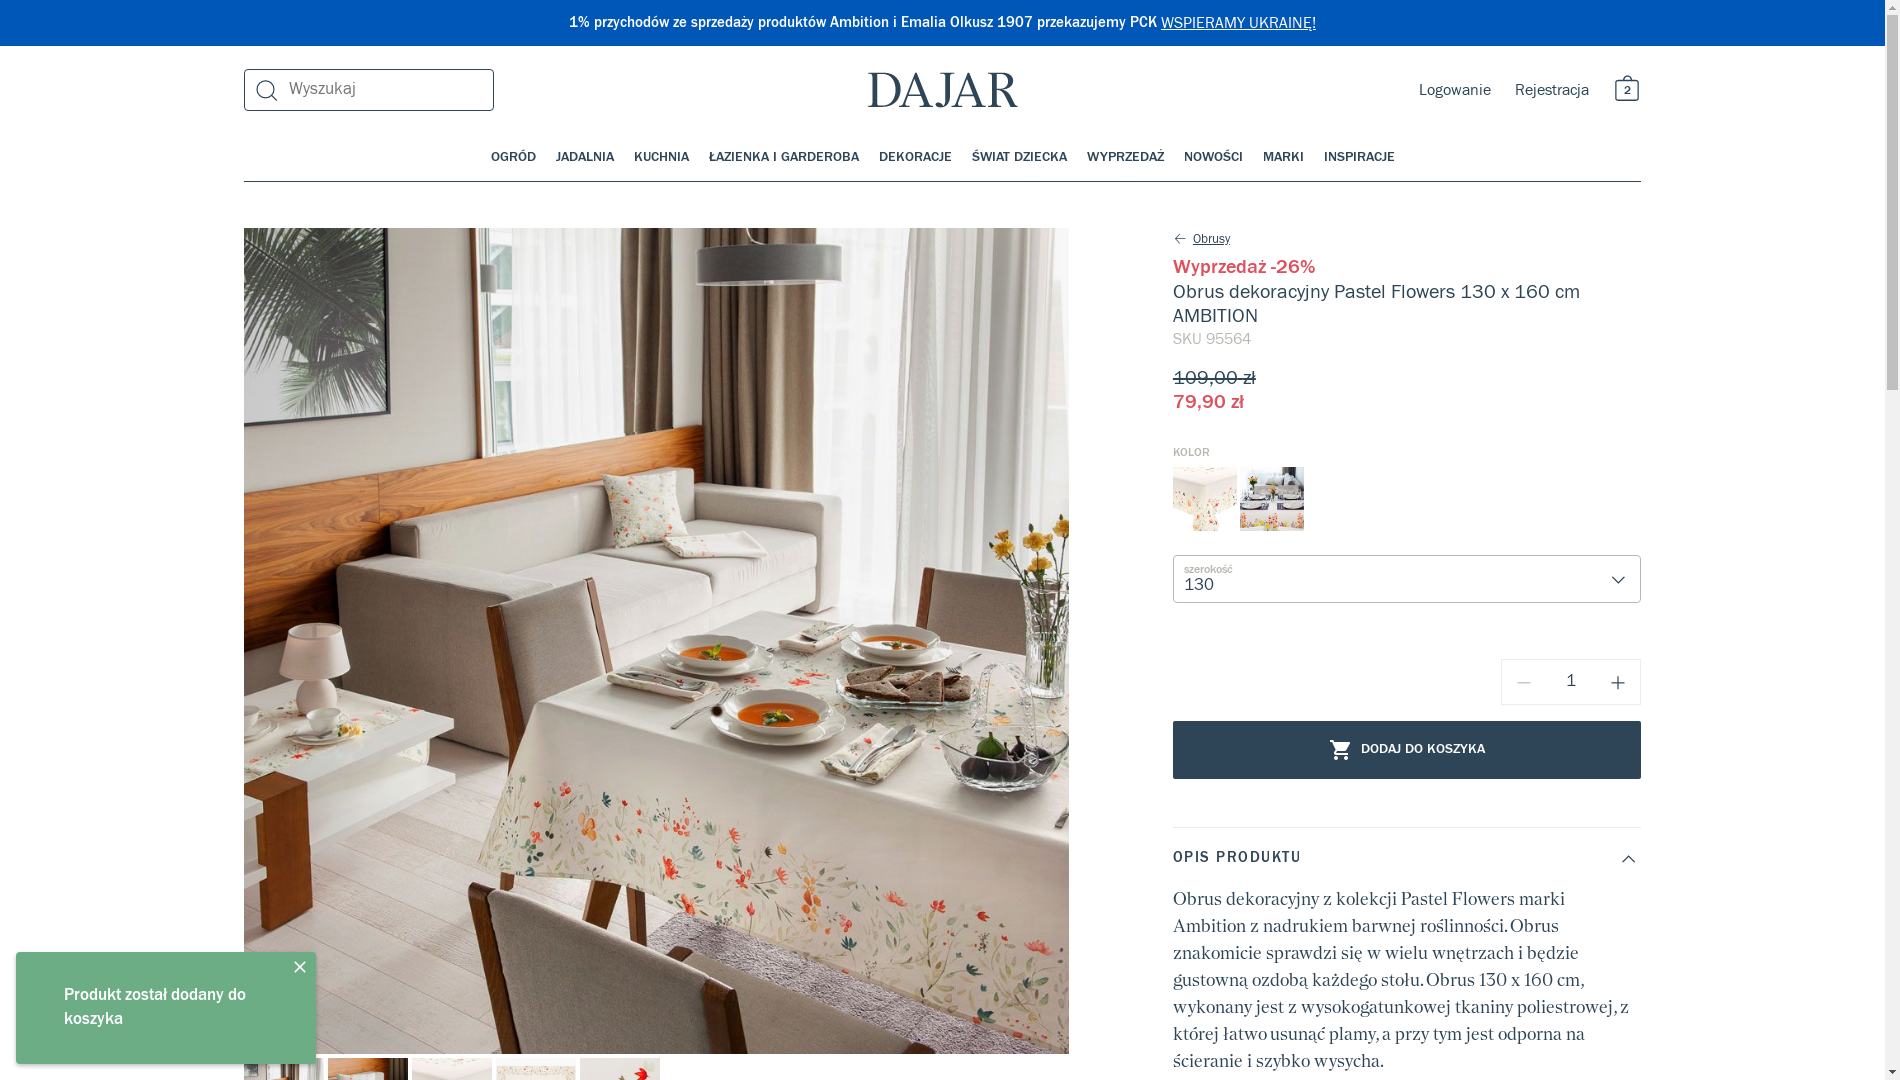 1% przychodów ze sprzedaży produktów Ambition i Emalia Olkusz 1907 przekazujemy PCK WSPIERAMY UKRAINĘ!
Wyszukaj
DAJAR
Logowanie
Rejestracja
2
OGRÓD
JADALNIA
KUCHNIA
ŁAZIENKA I GARDEROBA
DEKORACJE
ŚWIAT DZIECKA
WYPRZEDAŻ
NOWOŚCI
MARKI
INSPIRACJE
Obrusy
Wyprzedaż -26%
Obrus dekoracyjny Pastel Flowers 130 x 160 cm
AMBITION
SKU 95564
109,00 zł
79,90 zł
KOLOR
szerokość
130
1
DODAJ DO KOSZYKA
OPIS PRODUKTU
Obrus dekoracyjny z kolekcji Pastel Flowers marki
Ambition z nadrukiem barwnej roślinności. Obrus
znakomicie sprawdzi się w wielu wnętrzach i będzie
gustowną ozdobą każdego stołu. Obrus 130 x 160 cm,
wykonany jest z wysokogatunkowej tkaniny poliestrowej, z
której łatwo usunąć plamy, a przy tym jest odporna na
ścieranie i szybko wysycha.
Produkt został dodany do
koszyka